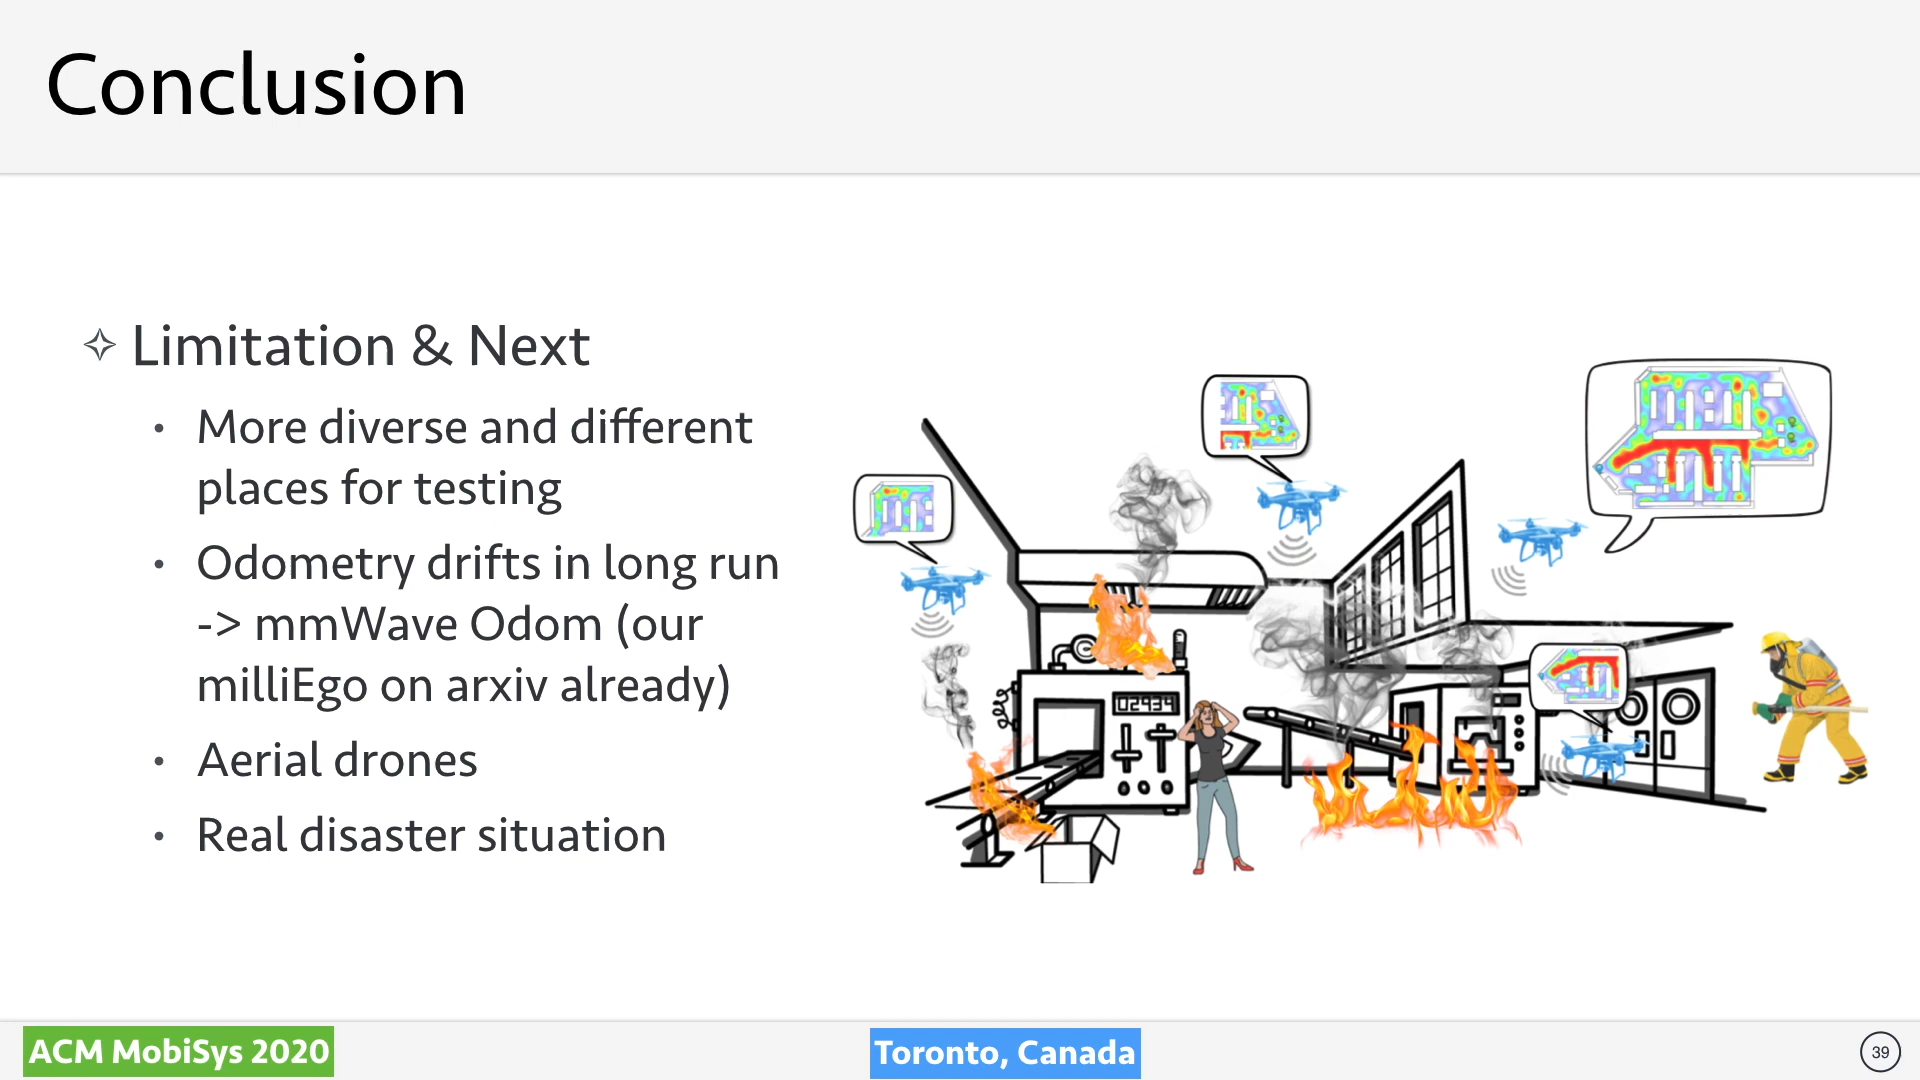 Conclusion
✧ Limitation & Next
• More diverse and different
places for testing
• Odometry drifts in long run
-> mmWave Odom (our
milliEgo on arxiv already)
• Aerial drones
• Real disaster situation
02934
ACM MobiSys 2020
Toronto, Canada
39